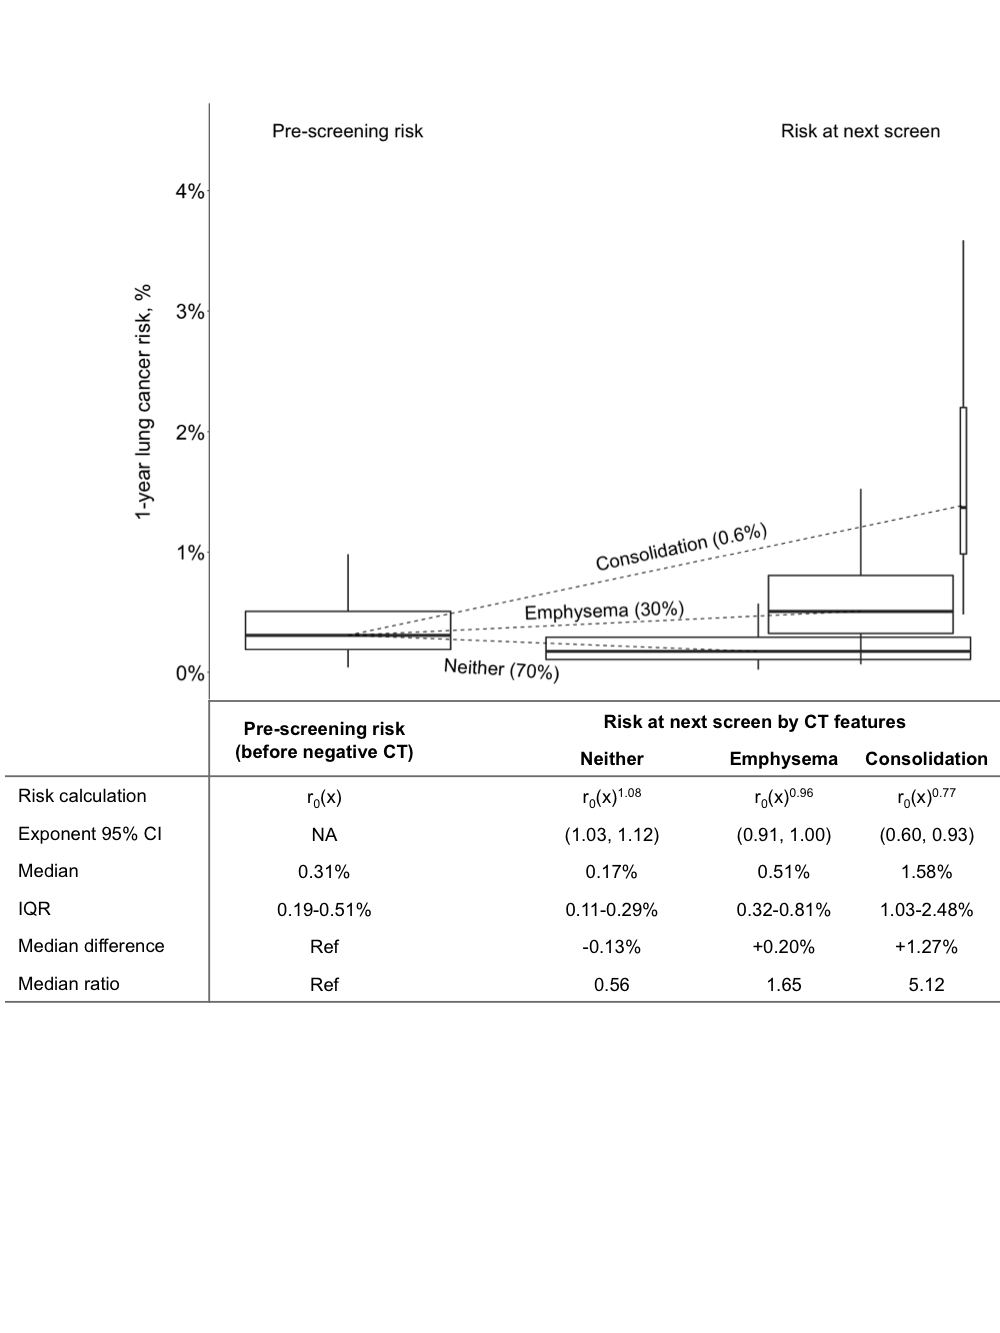 Pre-screening risk
Risk at next screen
4%
3%
2%
1%
0%
1-year lung cancer risk, %
Consolidation (0.6%)
Emphysema (30%)
Neither (70%)
Pre-screening risk
(before negative CT)
Risk at next screen by CT features
Neither Emphysema Consolidation
Risk calculation r₀(x) r₀(x)¹·⁰⁸ r₀(x)⁰·⁹⁶ r₀(x)⁰·⁷⁷
Exponent 95% CI NA (1.03, 1.12) (0.91, 1.00) (0.60, 0.93)
Median 0.31% 0.17% 0.51% 1.58%
IQR 0.19-0.51% 0.11-0.29% 0.32-0.81% 1.03-2.48%
Median difference Ref -0.13% +0.20% +1.27%
Median ratio Ref 0.56 1.65 5.12